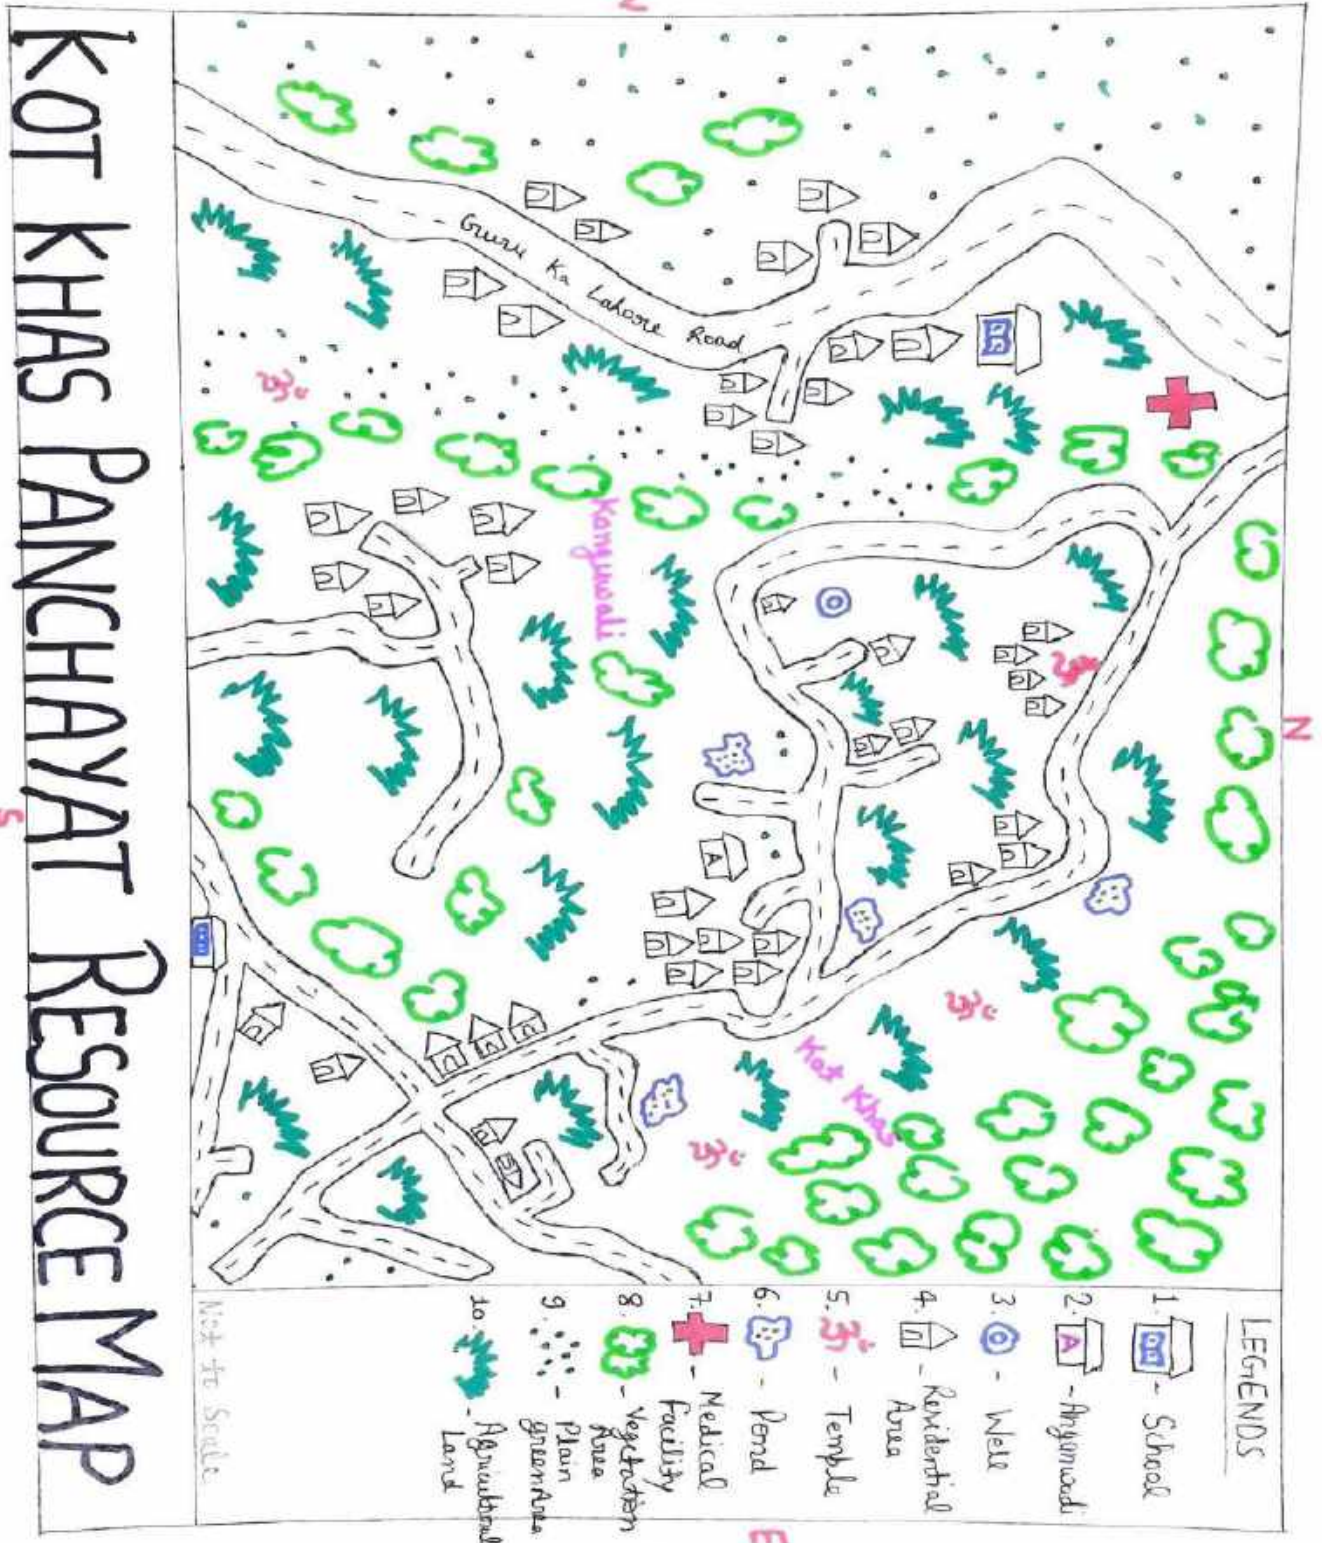 N
LEGENDS
1. - School
2. A - Anganwadi
3. - Well
4. - Residential
Area
5. ॐ - Temple
6. - Pond
7. - Medical
Facility
8. - Vegetation
Area
9. - Plain
green Area
10. - Agricultural
Land
Not to Scale
W
E
Guru Ka Lahore Road
Kangurwali
Kot Khas
A
ॐ
ॐ
ॐ
ॐ
S
KOT KHAS PANCHAYAT RESOURCE MAP